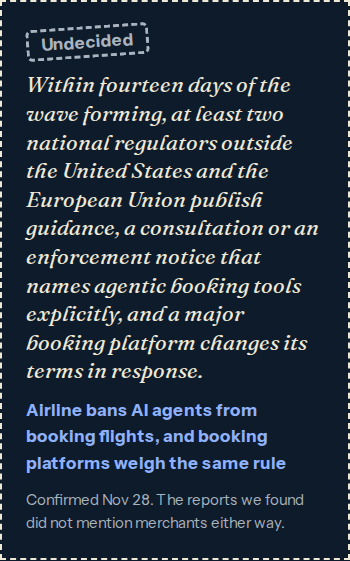 Undecided
Within fourteen days of the
wave forming, at least two
national regulators outside
the United States and the
European Union publish
guidance, a consultation or an
enforcement notice that
names agentic booking tools
explicitly, and a major
booking platform changes its
terms in response.
Airline bans AI agents from
booking flights, and booking
platforms weigh the same rule
Confirmed Nov 28. The reports we found
did not mention merchants either way.